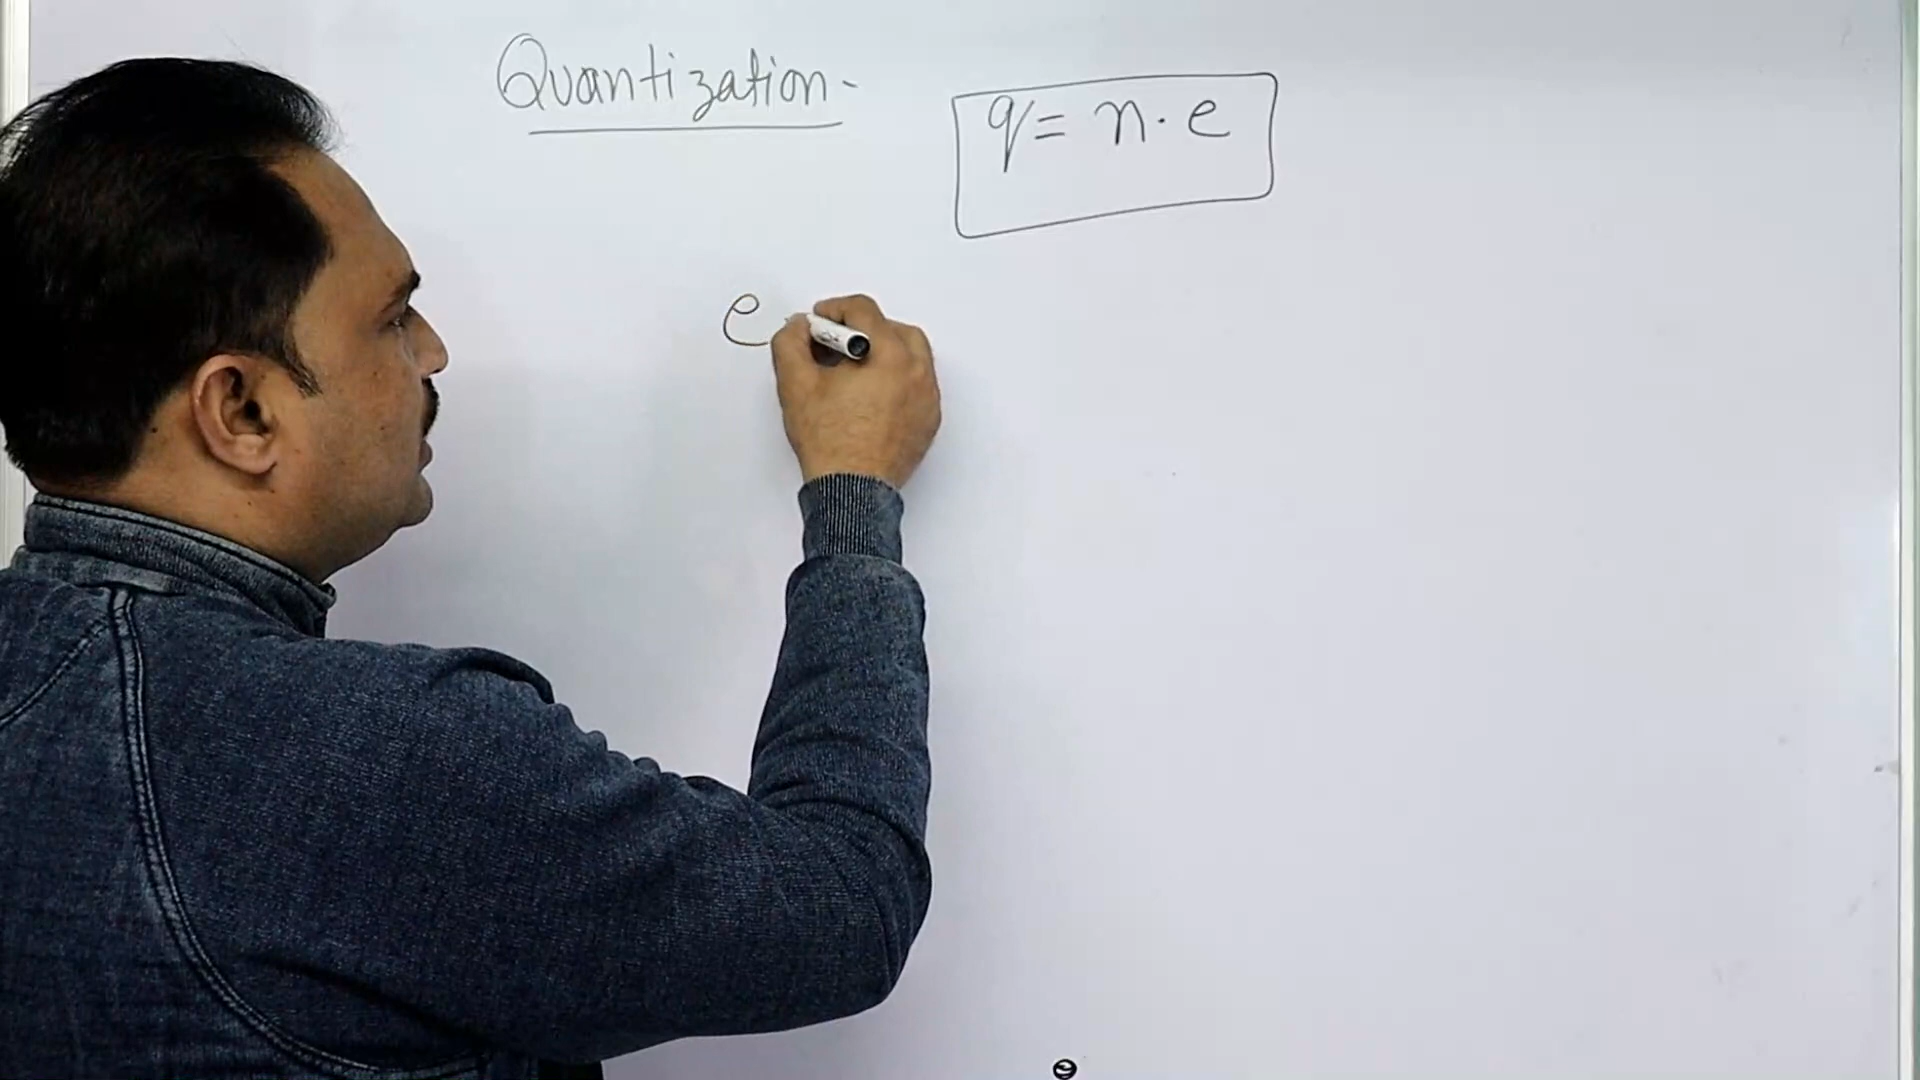 Quantization -
q = n · e
e